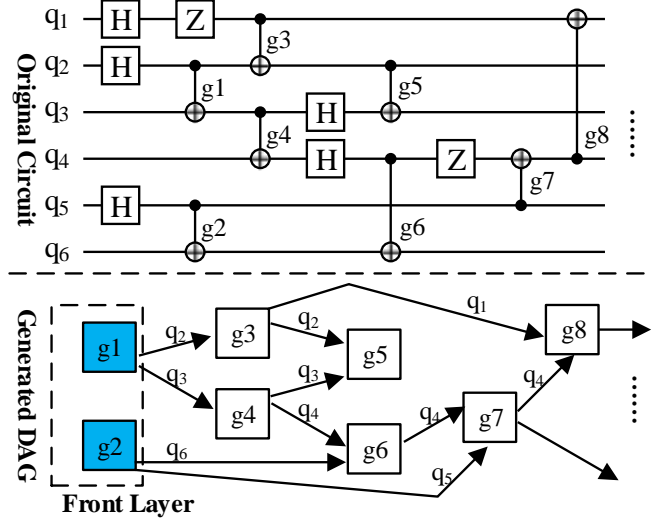 Original Circuit
q1 H Z g3
q2 H g1 g5
q3 g4 H g8
q4 H Z g7
q5 H g2 g6
q6
......
Generated DAG
g1 q2 g3 q2 g5 q1 g8
q3 g4 q3 q4 q4 g7 q4
g2 q6 g6 q5
......
Front Layer